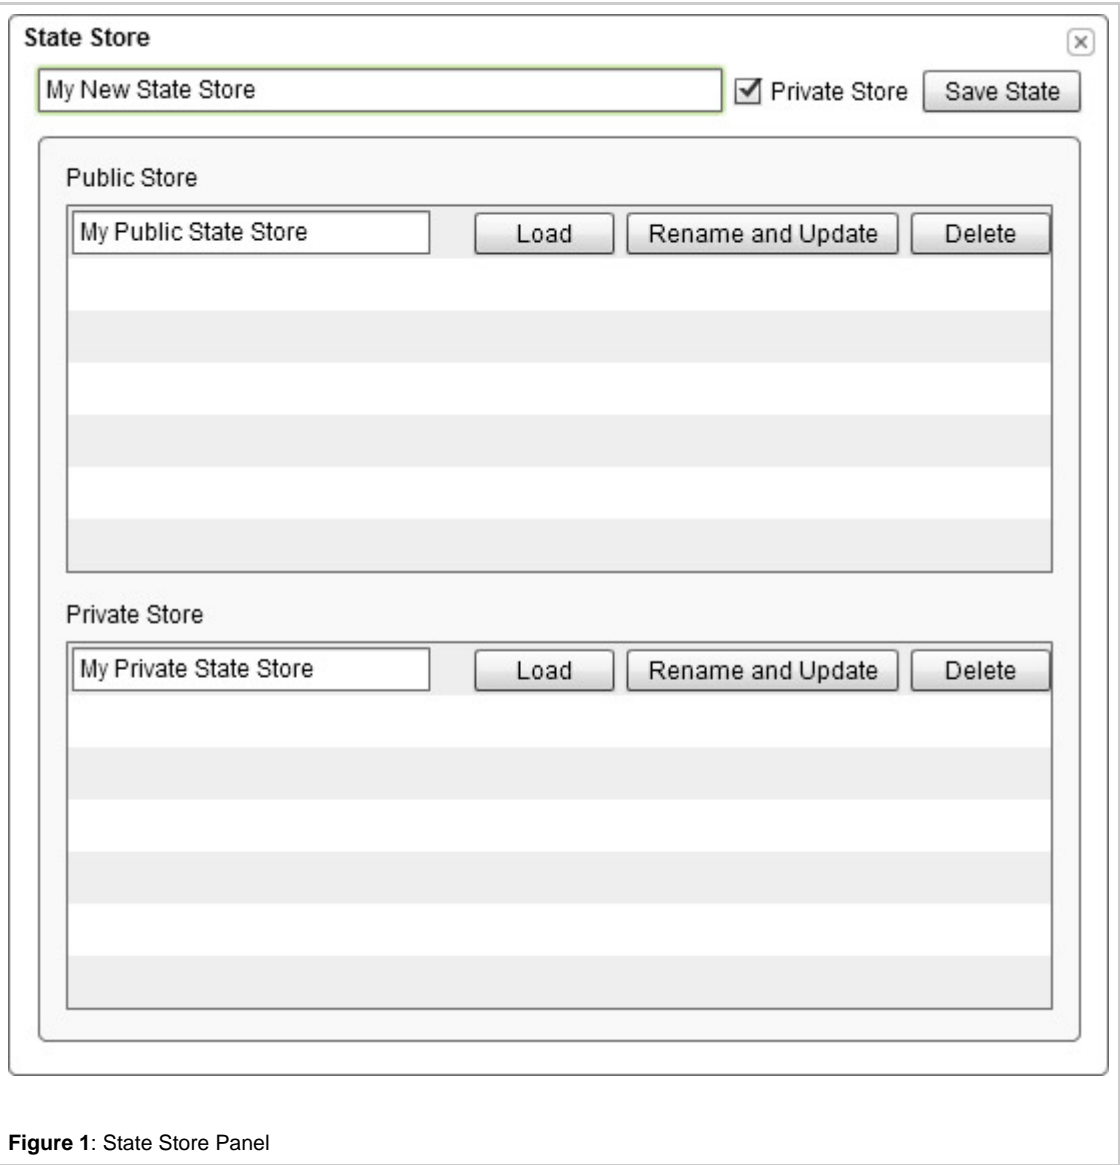 State Store
My New State Store Private Store Save State
Public Store
My Public State Store Load Rename and Update Delete
Private Store
My Private State Store Load Rename and Update Delete
Figure 1: State Store Panel